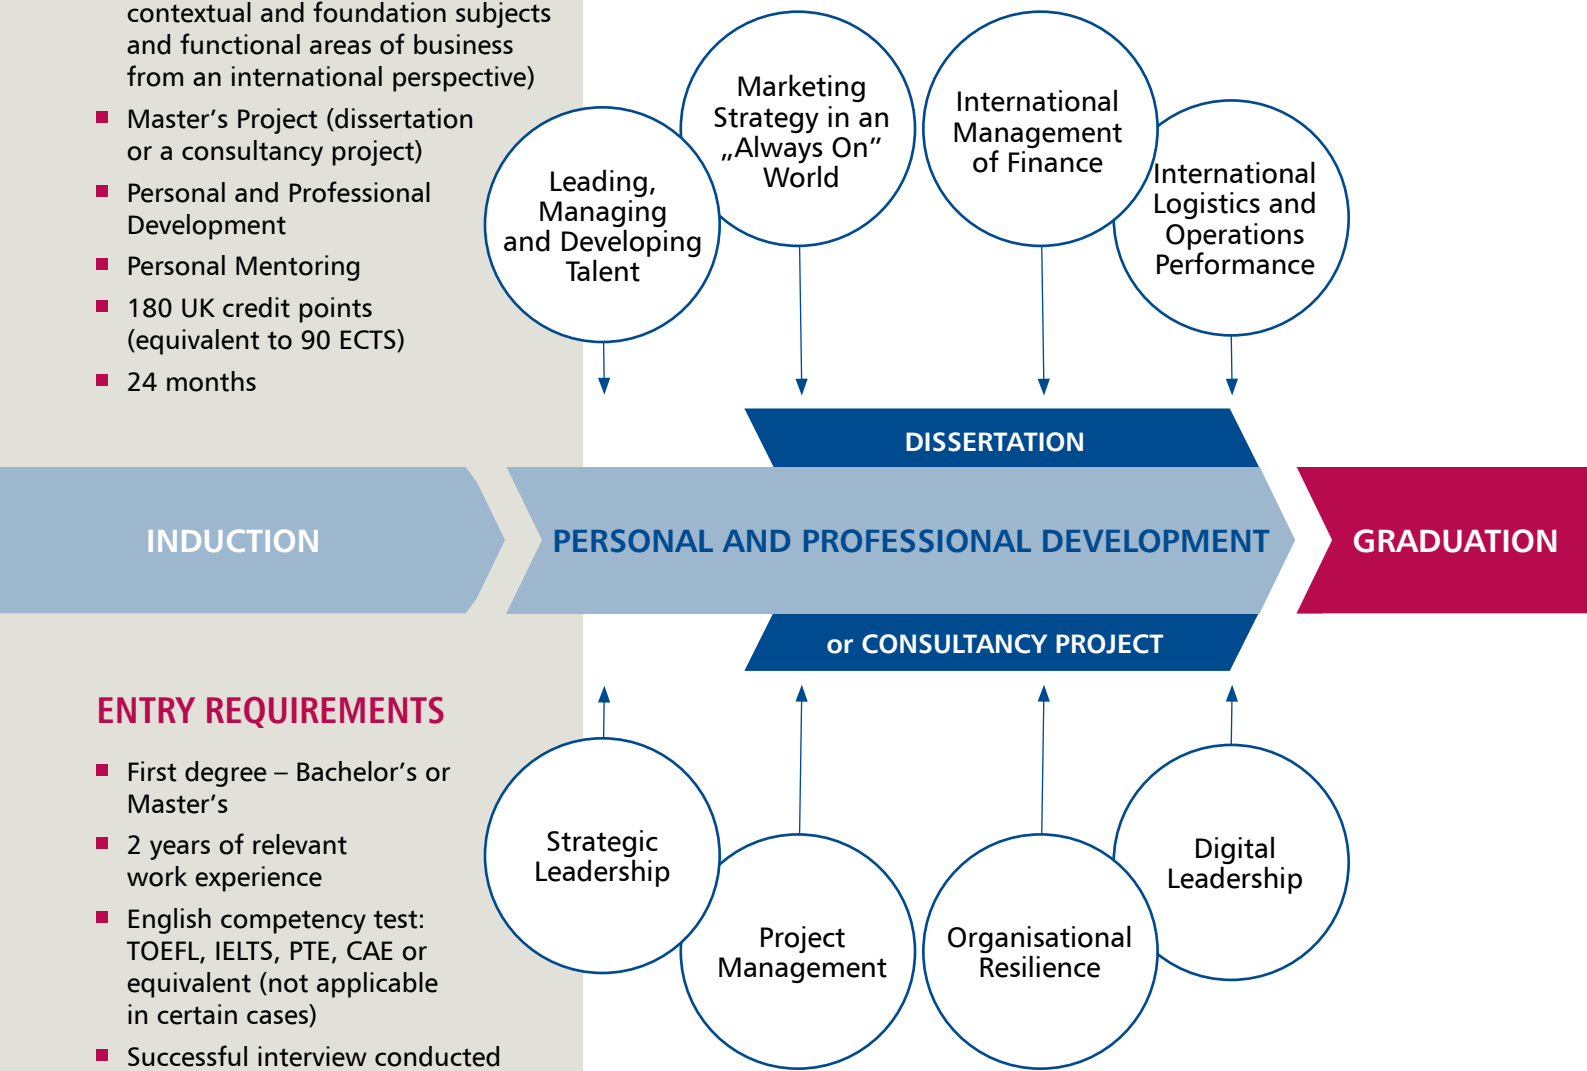 contextual and foundation subjects
and functional areas of business
from an international perspective)
Master’s Project (dissertation
or a consultancy project)
Personal and Professional
Development
Personal Mentoring
180 UK credit points
(equivalent to 90 ECTS)
24 months
Leading,
Managing
and Developing
Talent
Marketing
Strategy in an
„Always On”
World
International
Management
of Finance
International
Logistics and
Operations
Performance
DISSERTATION
INDUCTION
PERSONAL AND PROFESSIONAL DEVELOPMENT
GRADUATION
or CONSULTANCY PROJECT
ENTRY REQUIREMENTS
First degree – Bachelor’s or
Master’s
2 years of relevant
work experience
English competency test:
TOEFL, IELTS, PTE, CAE or
equivalent (not applicable
in certain cases)
Successful interview conducted
Strategic
Leadership
Project
Management
Organisational
Resilience
Digital
Leadership